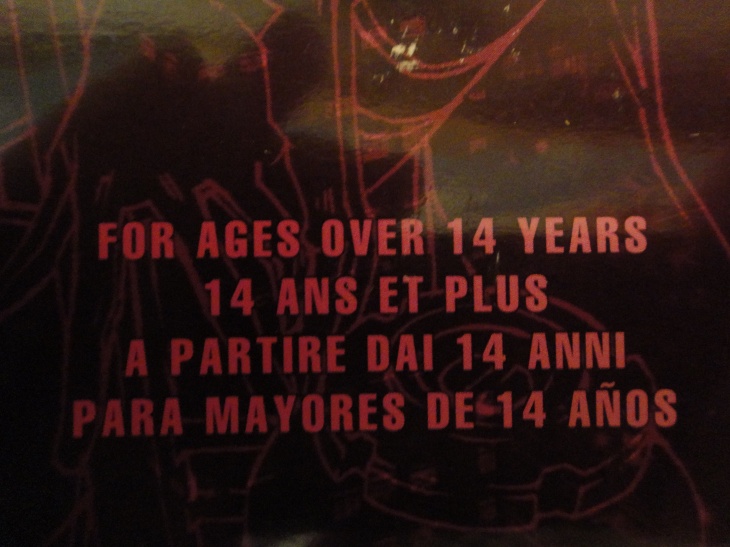 FOR AGES OVER 14 YEARS
14 ANS ET PLUS
A PARTIRE DAI 14 ANNI
PARA MAYORES DE 14 AÑOS